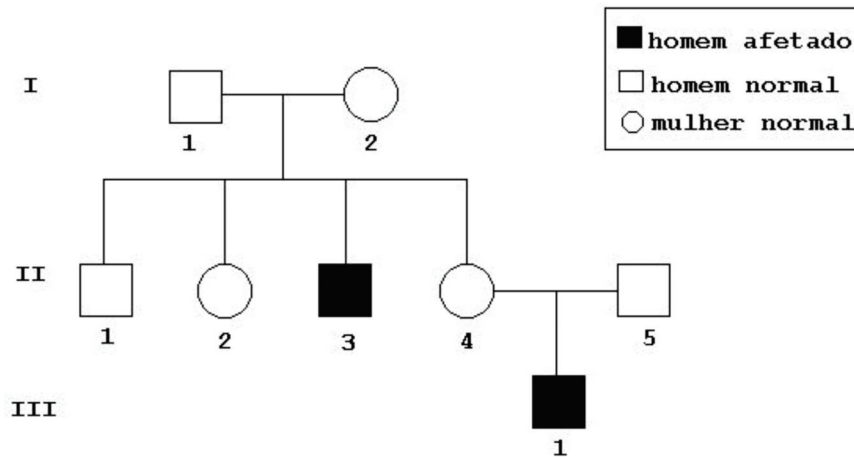 homem afetado
I
homem normal
mulher normal
1 2
II
1 2 3 4 5
III
1